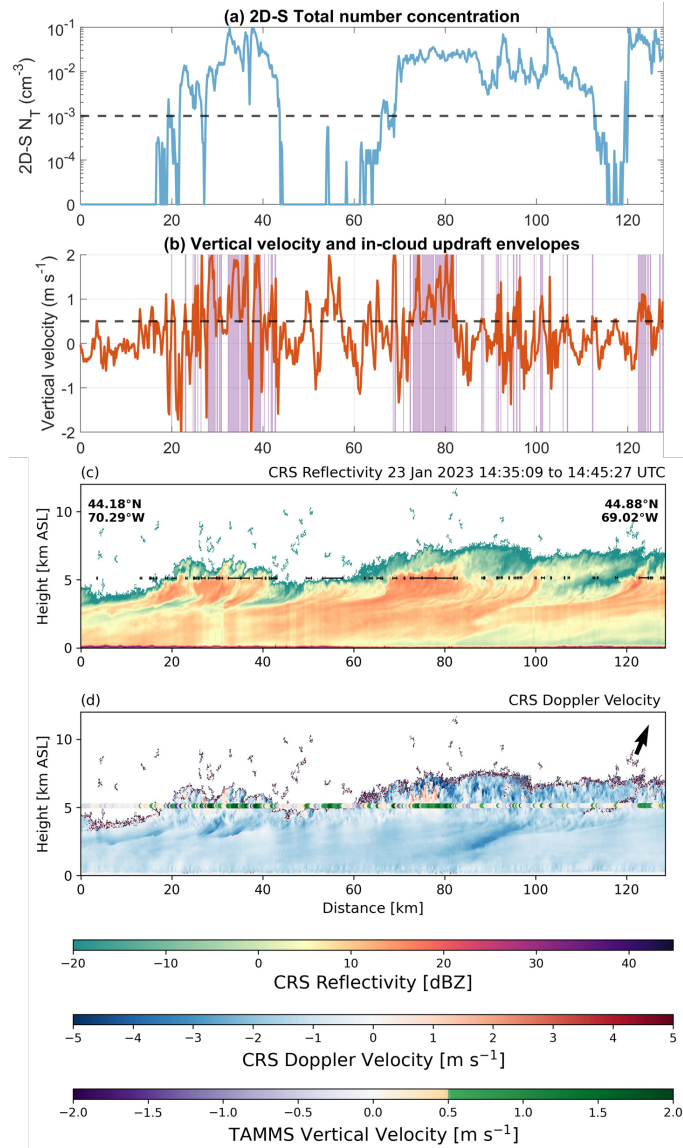 (a) 2D-S Total number concentration
10^-1
10^-2
10^-3
10^-4
0
2D-S N_T (cm^-3)
0 20 40 60 80 100 120
(b) Vertical velocity and in-cloud updraft envelopes
2
1
0
-1
-2
Vertical velocity (m s^-1)
0 20 40 60 80 100 120
(c) CRS Reflectivity 23 Jan 2023 14:35:09 to 14:45:27 UTC
44.18°N 44.88°N
70.29°W 69.02°W
10
5
0
Height [km ASL]
0 20 40 60 80 100 120
(d) CRS Doppler Velocity
10
5
0
Height [km ASL]
0 20 40 60 80 100 120
Distance [km]
−20 −10 0 10 20 30 40
CRS Reflectivity [dBZ]
−5 −4 −3 −2 −1 0 1 2 3 4 5
CRS Doppler Velocity [m s^−1]
−2.0 −1.5 −1.0 −0.5 0.0 0.5 1.0 1.5 2.0
TAMMS Vertical Velocity [m s^−1]